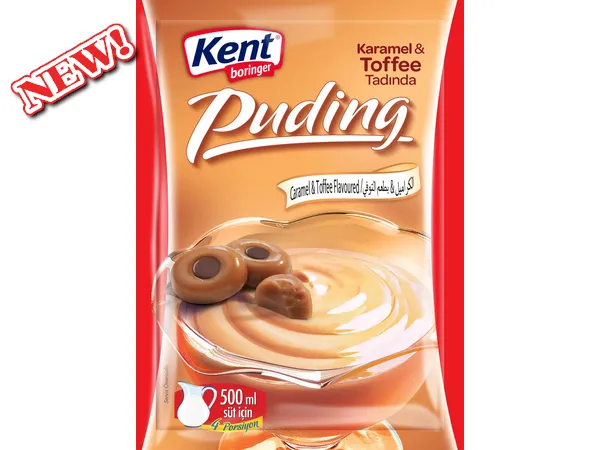 NEW!
Kent
boringer
Karamel &
Toffee
Tadında
Puding
Caramel & Toffee Flavoured / الكراميل & بطعم التوفي
500 ml
süt için
4 Porsiyon